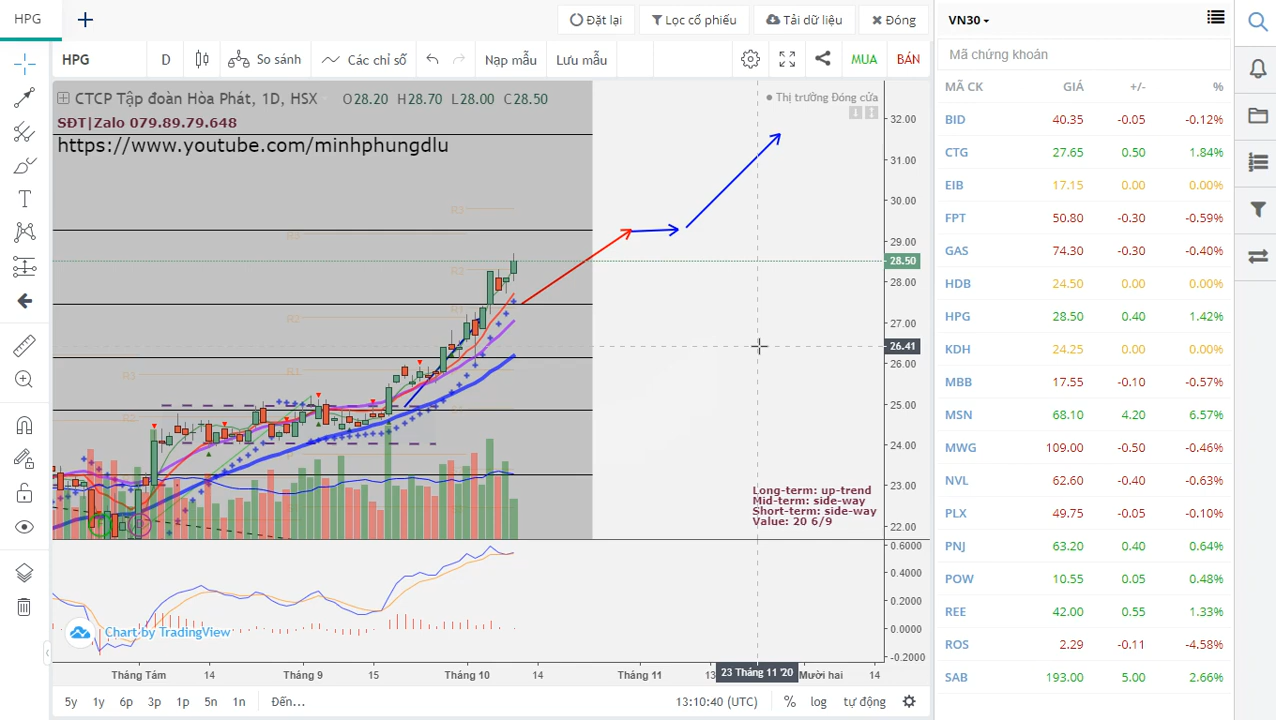 HPG
Đặt lại
Lọc cổ phiếu
Tải dữ liệu
Đóng
VN30
HPG
D
So sánh
Các chỉ số
Nạp mẫu
Lưu mẫu
MUA
BÁN
Mã chứng khoán
CTCP Tập đoàn Hòa Phát, 1D, HSX O28.20 H28.70 L28.00 C28.50
Thị trường Đóng cửa
SĐT|Zalo 079.89.79.648
https://www.youtube.com/minhphungdlu
MÃ CK GIÁ +/- %
BID 40.35 -0.05 -0.12%
CTG 27.65 0.50 1.84%
EIB 17.15 0.00 0.00%
FPT 50.80 -0.30 -0.59%
GAS 74.30 -0.30 -0.40%
HDB 24.50 0.00 0.00%
HPG 28.50 0.40 1.42%
KDH 24.25 0.00 0.00%
MBB 17.55 -0.10 -0.57%
MSN 68.10 4.20 6.57%
MWG 109.00 -0.50 -0.46%
NVL 62.60 -0.40 -0.63%
PLX 49.75 -0.05 -0.10%
PNJ 63.20 0.40 0.64%
POW 10.55 0.05 0.48%
REE 42.00 0.55 1.33%
ROS 2.29 -0.11 -4.58%
SAB 193.00 5.00 2.66%
32.00
31.00
30.00
29.00
28.50
28.00
27.00
26.41
26.00
25.00
24.00
23.00
22.00
R3
R3
R2
R1
R2
R1
R3
Long-term: up-trend
Mid-term: side-way
Short-term: side-way
Value: 20 6/9
0.6000
0.4000
0.2000
0.0000
-0.2000
Chart by TradingView
Tháng Tám 14 Tháng 9 15 Tháng 10 14 Tháng 11 13 23 Tháng 11 '20 Mười hai 14
5y 1y 6p 3p 1p 5n 1n Đến...
13:10:40 (UTC) % log tự động